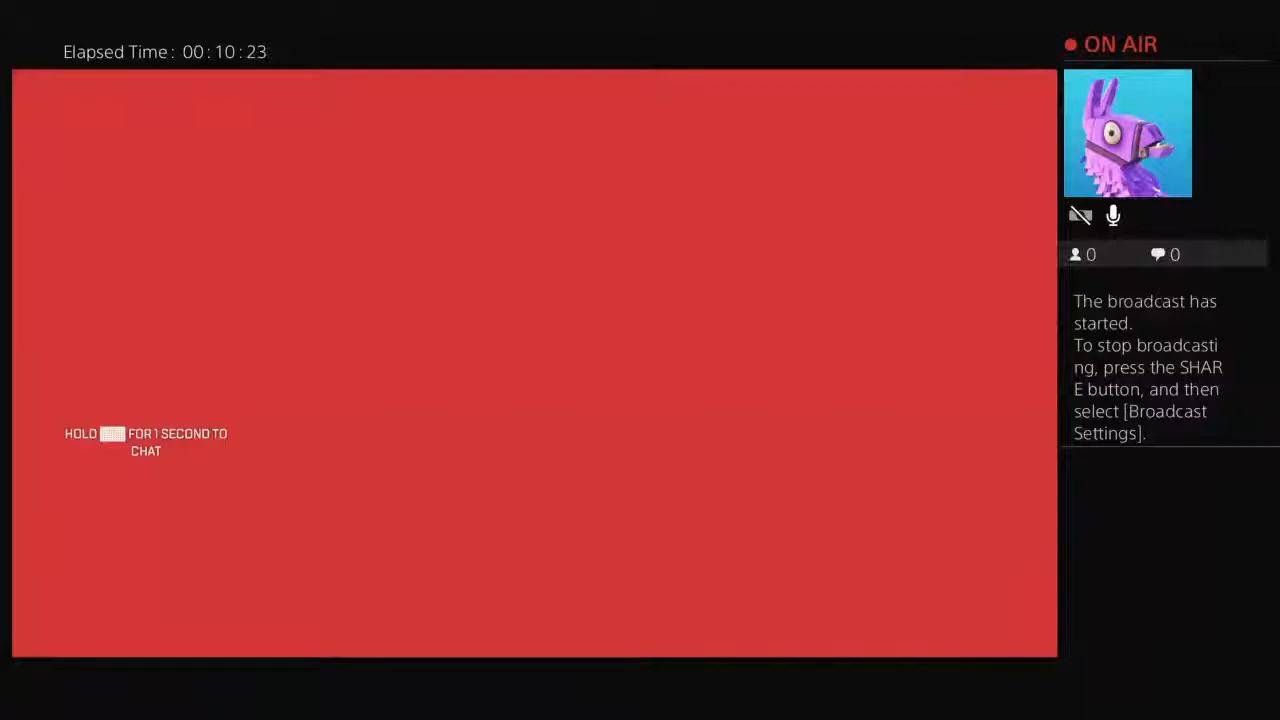 Elapsed Time: 00:10:23
ON AIR
0 0
The broadcast has
started.
To stop broadcasti
ng, press the SHAR
E button, and then
select [Broadcast
Settings].
HOLD FOR 1 SECOND TO
CHAT